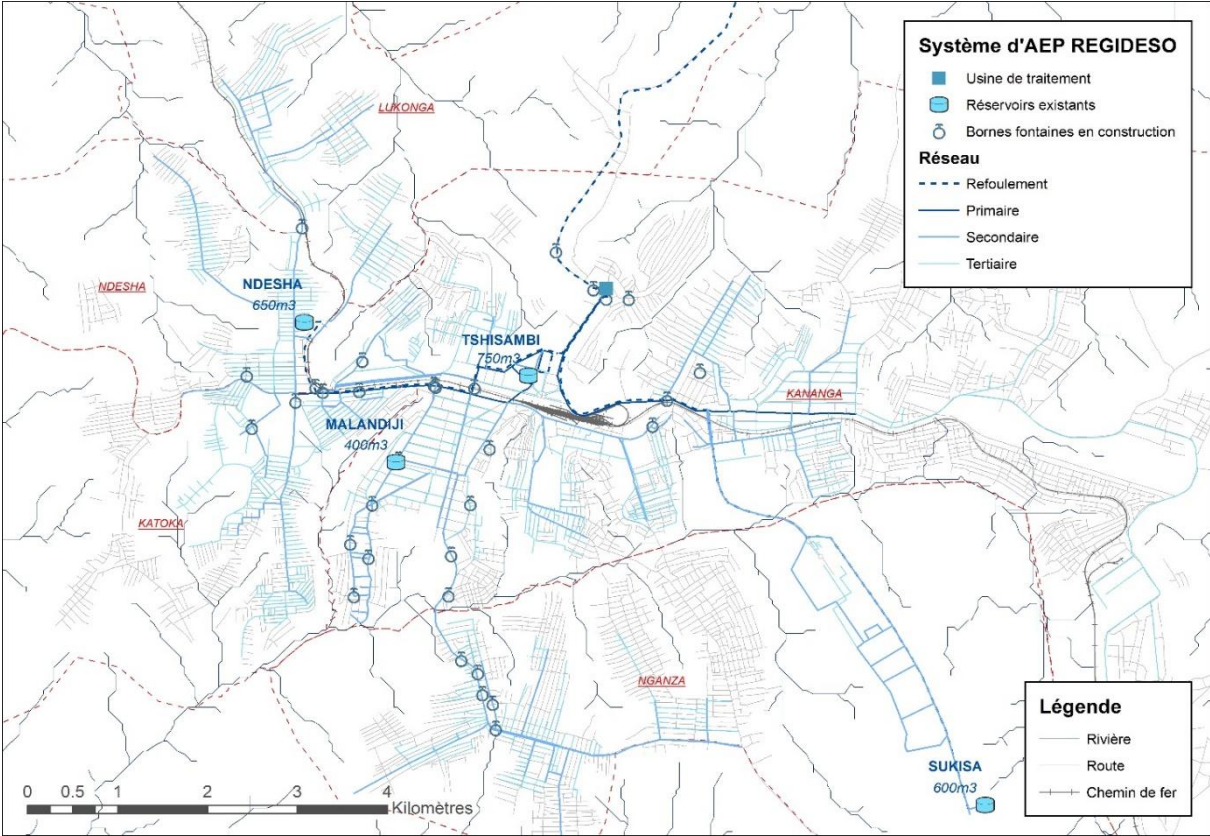 Système d'AEP REGIDESO
Usine de traitement
Réservoirs existants
Bornes fontaines en construction
Réseau
Refoulement
Primaire
Secondaire
Tertiaire
LUKONGA
NDESHA
NDESHA
650m3
TSHISAMBI
750m3
KANANGA
MALANDIJI
400m3
KATOKA
NGANZA
SUKISA
600m3
Légende
Rivière
Route
Chemin de fer
0 0.5 1 2 3 4
Kilomètres